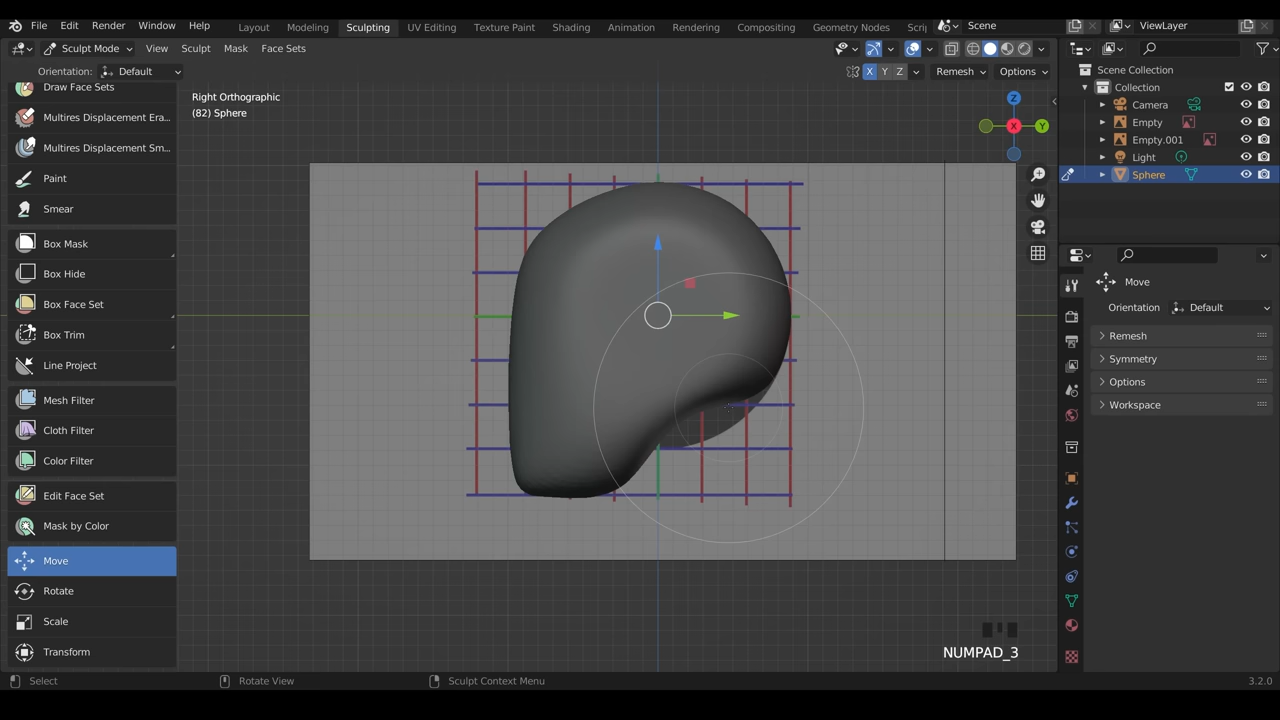 File Edit Render Window Help Layout Modeling Sculpting UV Editing Texture Paint Shading Animation Rendering Compositing Geometry Nodes Scri Scene ViewLayer
Sculpt Mode View Sculpt Mask Face Sets
Orientation: Default X Y Z Remesh Options
Scene Collection
Collection
Camera
Empty
Empty.001
Light
Sphere
Right Orthographic
(82) Sphere
Z
X
Y
Draw Face Sets
Multires Displacement Era...
Multires Displacement Sm...
Paint
Smear
Box Mask
Box Hide
Box Face Set
Box Trim
Line Project
Mesh Filter
Cloth Filter
Color Filter
Edit Face Set
Mask by Color
Move
Rotate
Scale
Transform
Move
Orientation Default
Remesh
Symmetry
Options
Workspace
NUMPAD_3
Select Rotate View Sculpt Context Menu 3.2.0